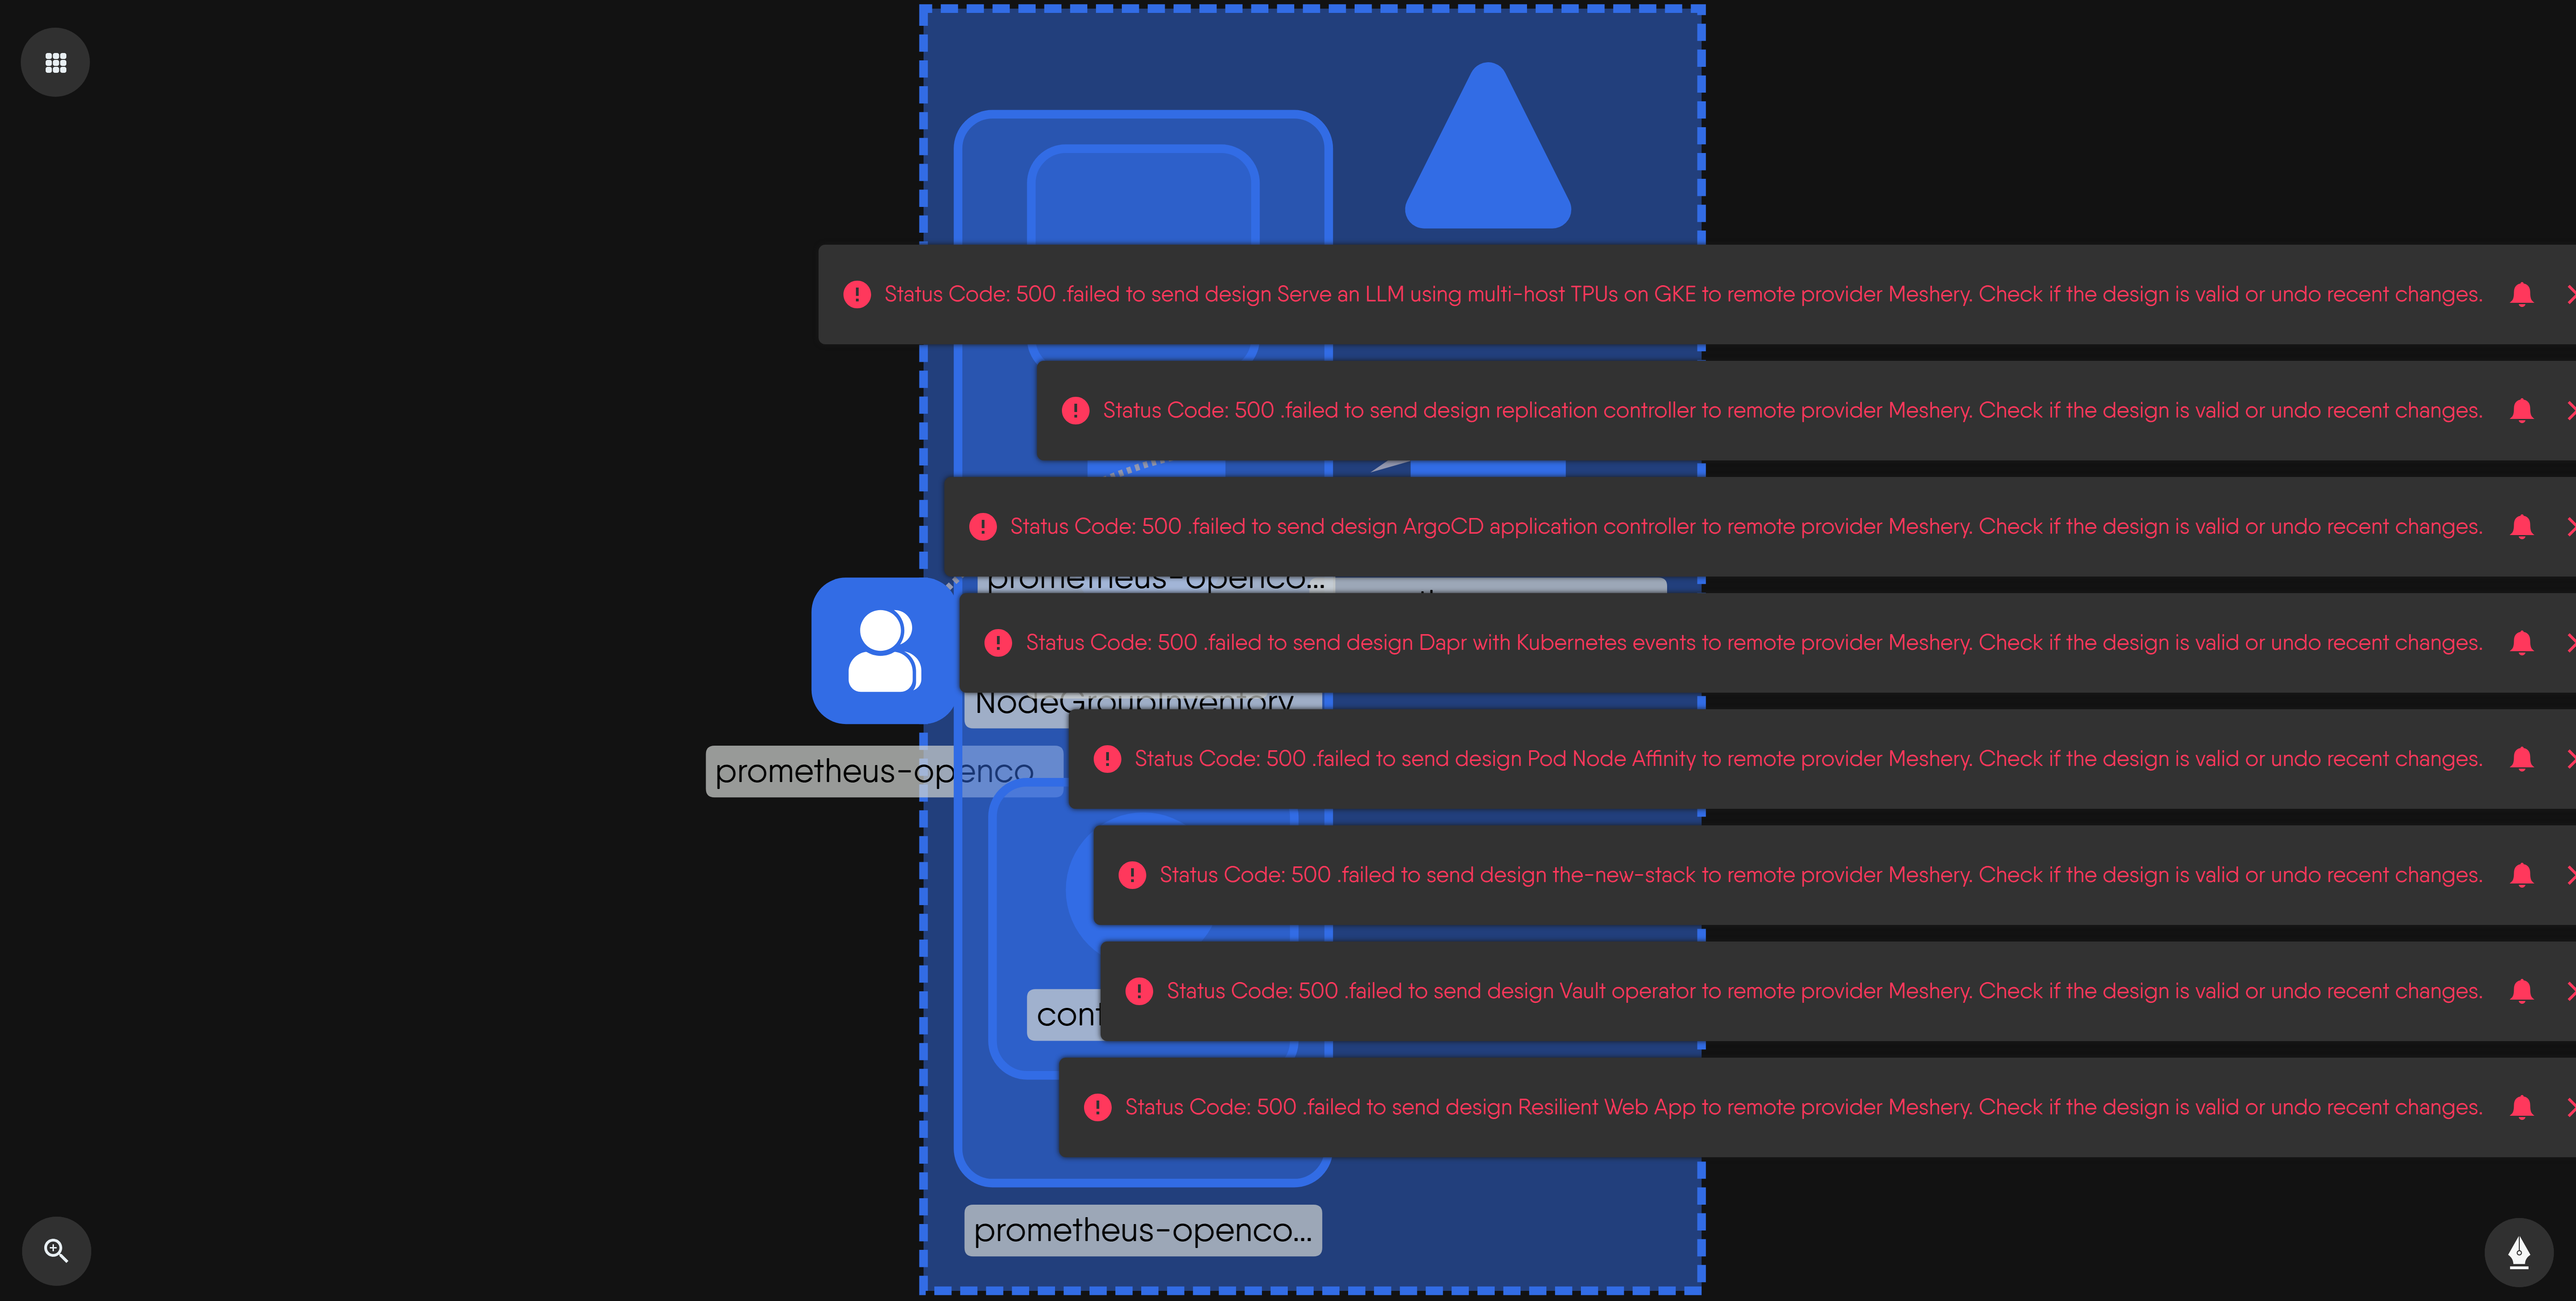 Status Code: 500 .failed to send design Serve an LLM using multi-host TPUs on GKE to remote provider Meshery. Check if the design is valid or undo recent changes.
Status Code: 500 .failed to send design replication controller to remote provider Meshery. Check if the design is valid or undo recent changes.
Status Code: 500 .failed to send design ArgoCD application controller to remote provider Meshery. Check if the design is valid or undo recent changes.
prometheus-openco...
Status Code: 500 .failed to send design Dapr with Kubernetes events to remote provider Meshery. Check if the design is valid or undo recent changes.
NodeGroupInventory
Status Code: 500 .failed to send design Pod Node Affinity to remote provider Meshery. Check if the design is valid or undo recent changes.
prometheus-openco
Status Code: 500 .failed to send design the-new-stack to remote provider Meshery. Check if the design is valid or undo recent changes.
Status Code: 500 .failed to send design Vault operator to remote provider Meshery. Check if the design is valid or undo recent changes.
cont
Status Code: 500 .failed to send design Resilient Web App to remote provider Meshery. Check if the design is valid or undo recent changes.
prometheus-openco...